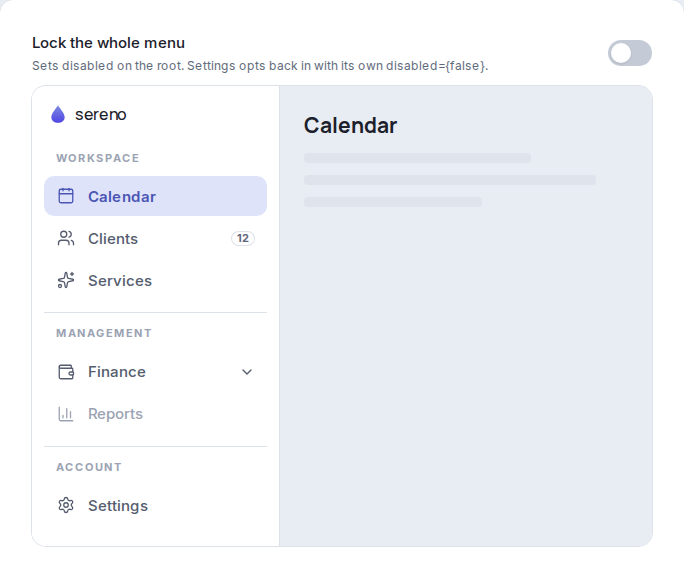 Lock the whole menu
Sets disabled on the root. Settings opts back in with its own disabled={false}.
sereno
WORKSPACE
Calendar
Clients 12
Services
MANAGEMENT
Finance
Reports
ACCOUNT
Settings
Calendar